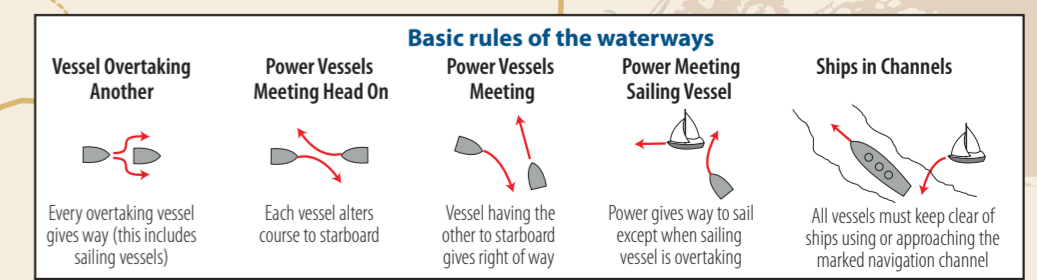 Basic rules of the waterways
Vessel Overtaking
Another
Every overtaking vessel
gives way (this includes
sailing vessels)
Power Vessels
Meeting Head On
Each vessel alters
course to starboard
Power Vessels
Meeting
Vessel having the
other to starboard
gives right of way
Power Meeting
Sailing Vessel
Power gives way to sail
except when sailing
vessel is overtaking
Ships in Channels
All vessels must keep clear of
ships using or approaching the
marked navigation channel